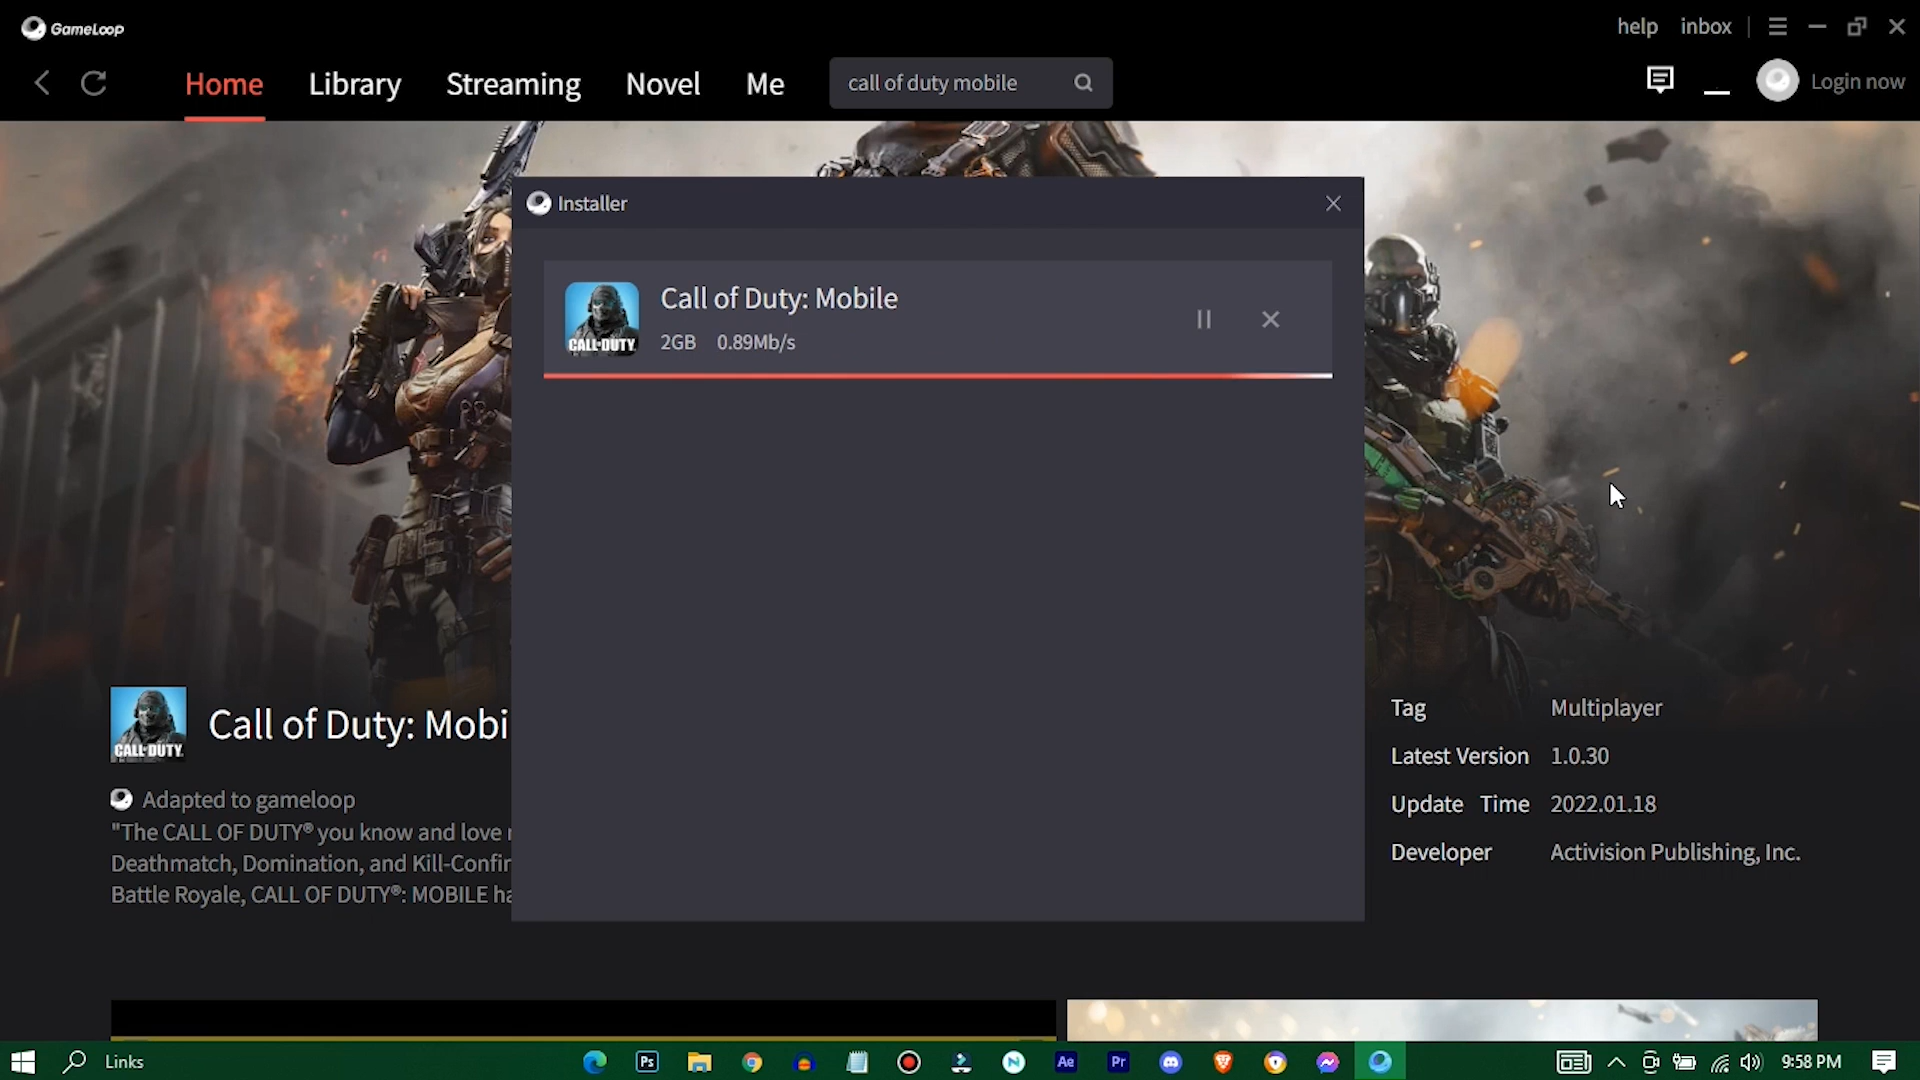 GameLoop
help inbox
Home Library Streaming Novel Me call of duty mobile Login now
Installer
Call of Duty: Mobile
CALL·DUTY
2GB 0.89Mb/s
Call of Duty: Mobi
CALL·DUTY
Adapted to gameloop
"The CALL OF DUTY® you know and love
Deathmatch, Domination, and Kill-Confir
Battle Royale, CALL OF DUTY®: MOBILE ha
Tag Multiplayer
Latest Version 1.0.30
Update Time 2022.01.18
Developer Activision Publishing, Inc.
Links Ps Ae Pr 9:58 PM